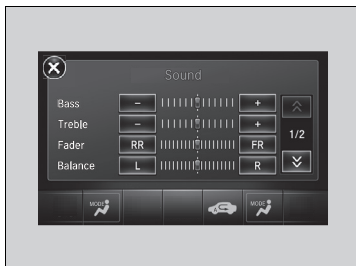 Sound
Bass - +
Treble - +
1/2
Fader RR FR
Balance L R
MODE MODE